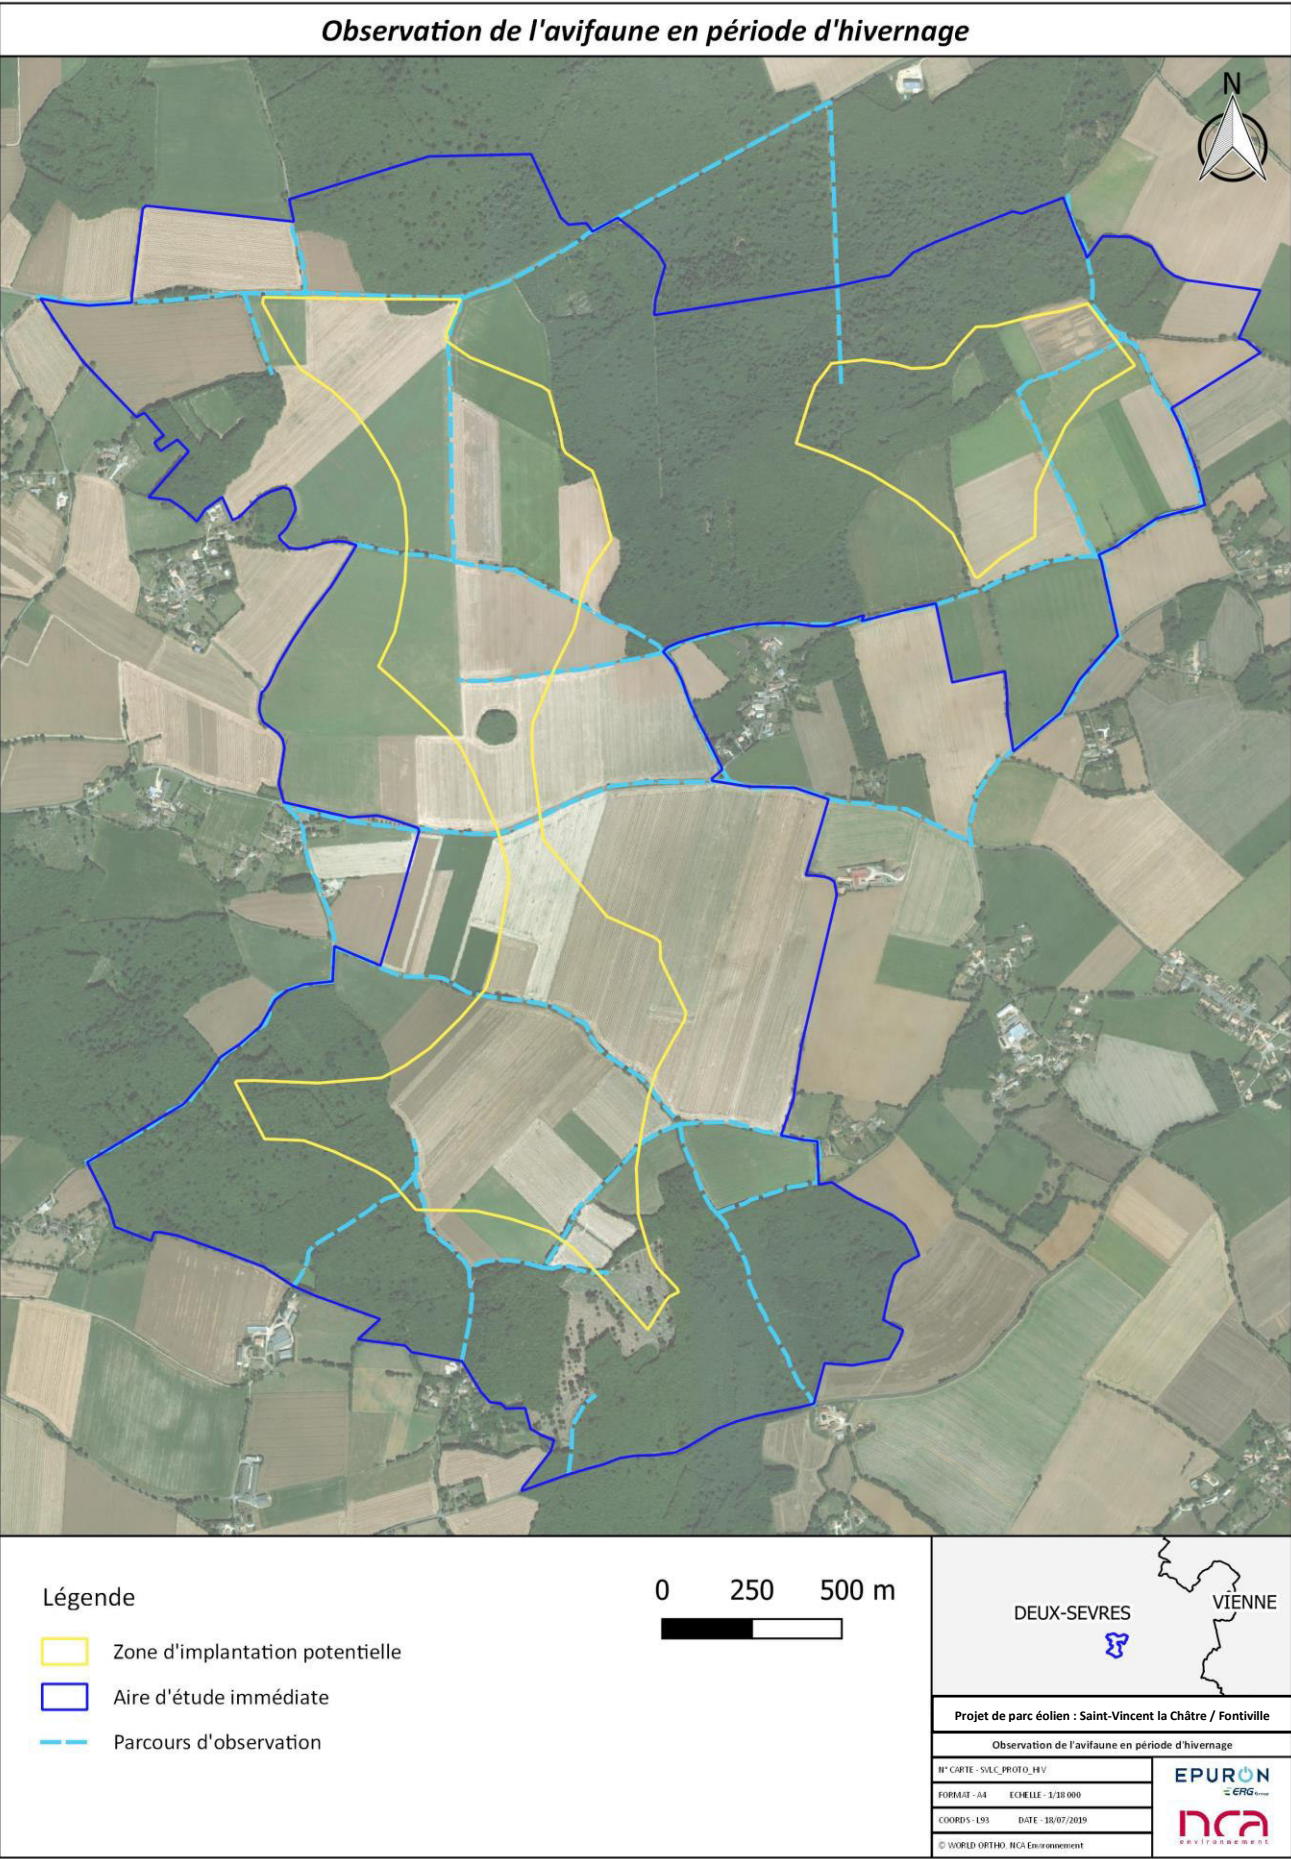 Observation de l'avifaune en période d'hivernage
N
Légende
Zone d'implantation potentielle
Aire d'étude immédiate
Parcours d'observation
0 250 500 m
DEUX-SEVRES
VIENNE
Projet de parc éolien : Saint-Vincent la Châtre / Fontiville
Observation de l'avifaune en période d'hivernage
N° CARTE - SVLC_PROTO_HIV
FORMAT - A4 ECHELLE - 1/18 000
COORDS - L93 DATE - 18/07/2019
© WORLD ORTHO, NCA Environnement
EPURON
ERG Group
nca
environnement